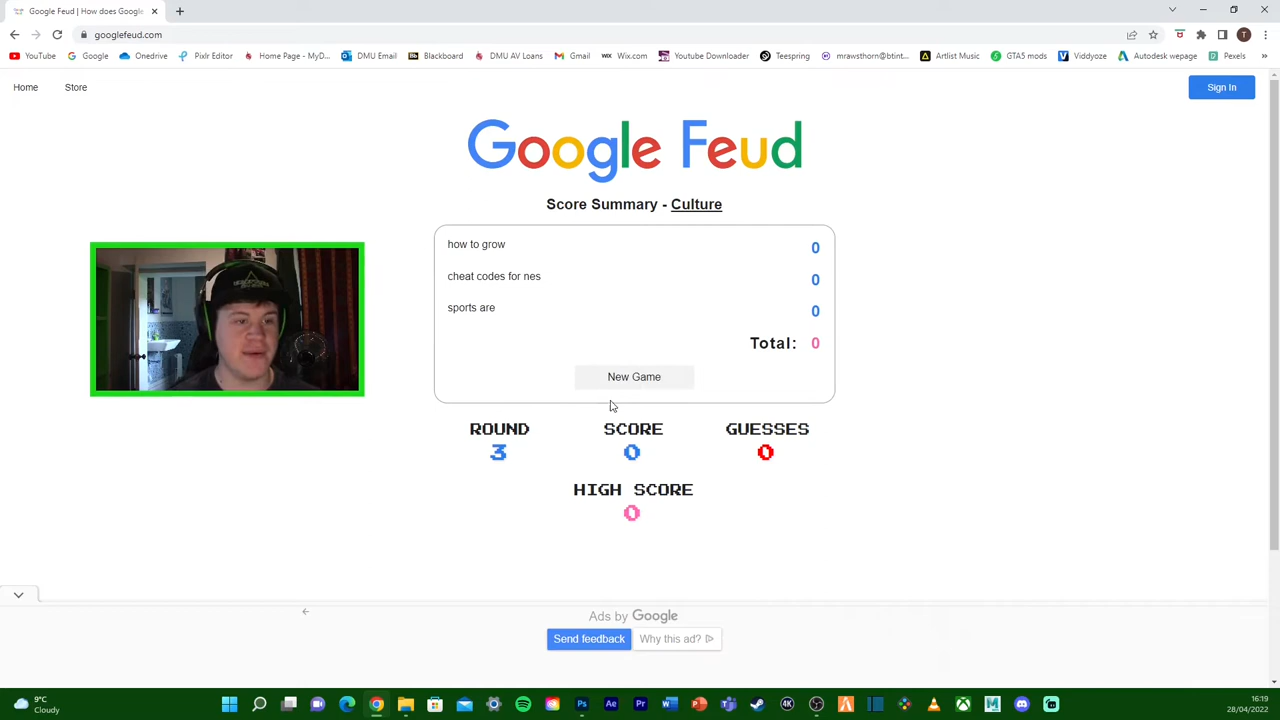 Google Feud | How does Google
googlefeud.com
YouTube Google Onedrive Pixlr Editor Home Page - MyD... DMU Email Blackboard DMU AV Loans Gmail WIX Wix.com Youtube Downloader Teespring mrawsthorn@btint... Artlist Music GTA5 mods Viddyoze Autodesk wepage Pexels »
Home Store Sign In
Google Feud
Score Summary - Culture
how to grow 0
cheat codes for nes 0
sports are 0
Total: 0
New Game
ROUND SCORE GUESSES
3 0 0
HIGH SCORE
0
Ads by Google
Send feedback Why this ad?
9°C
Cloudy
16:19
28/04/2022